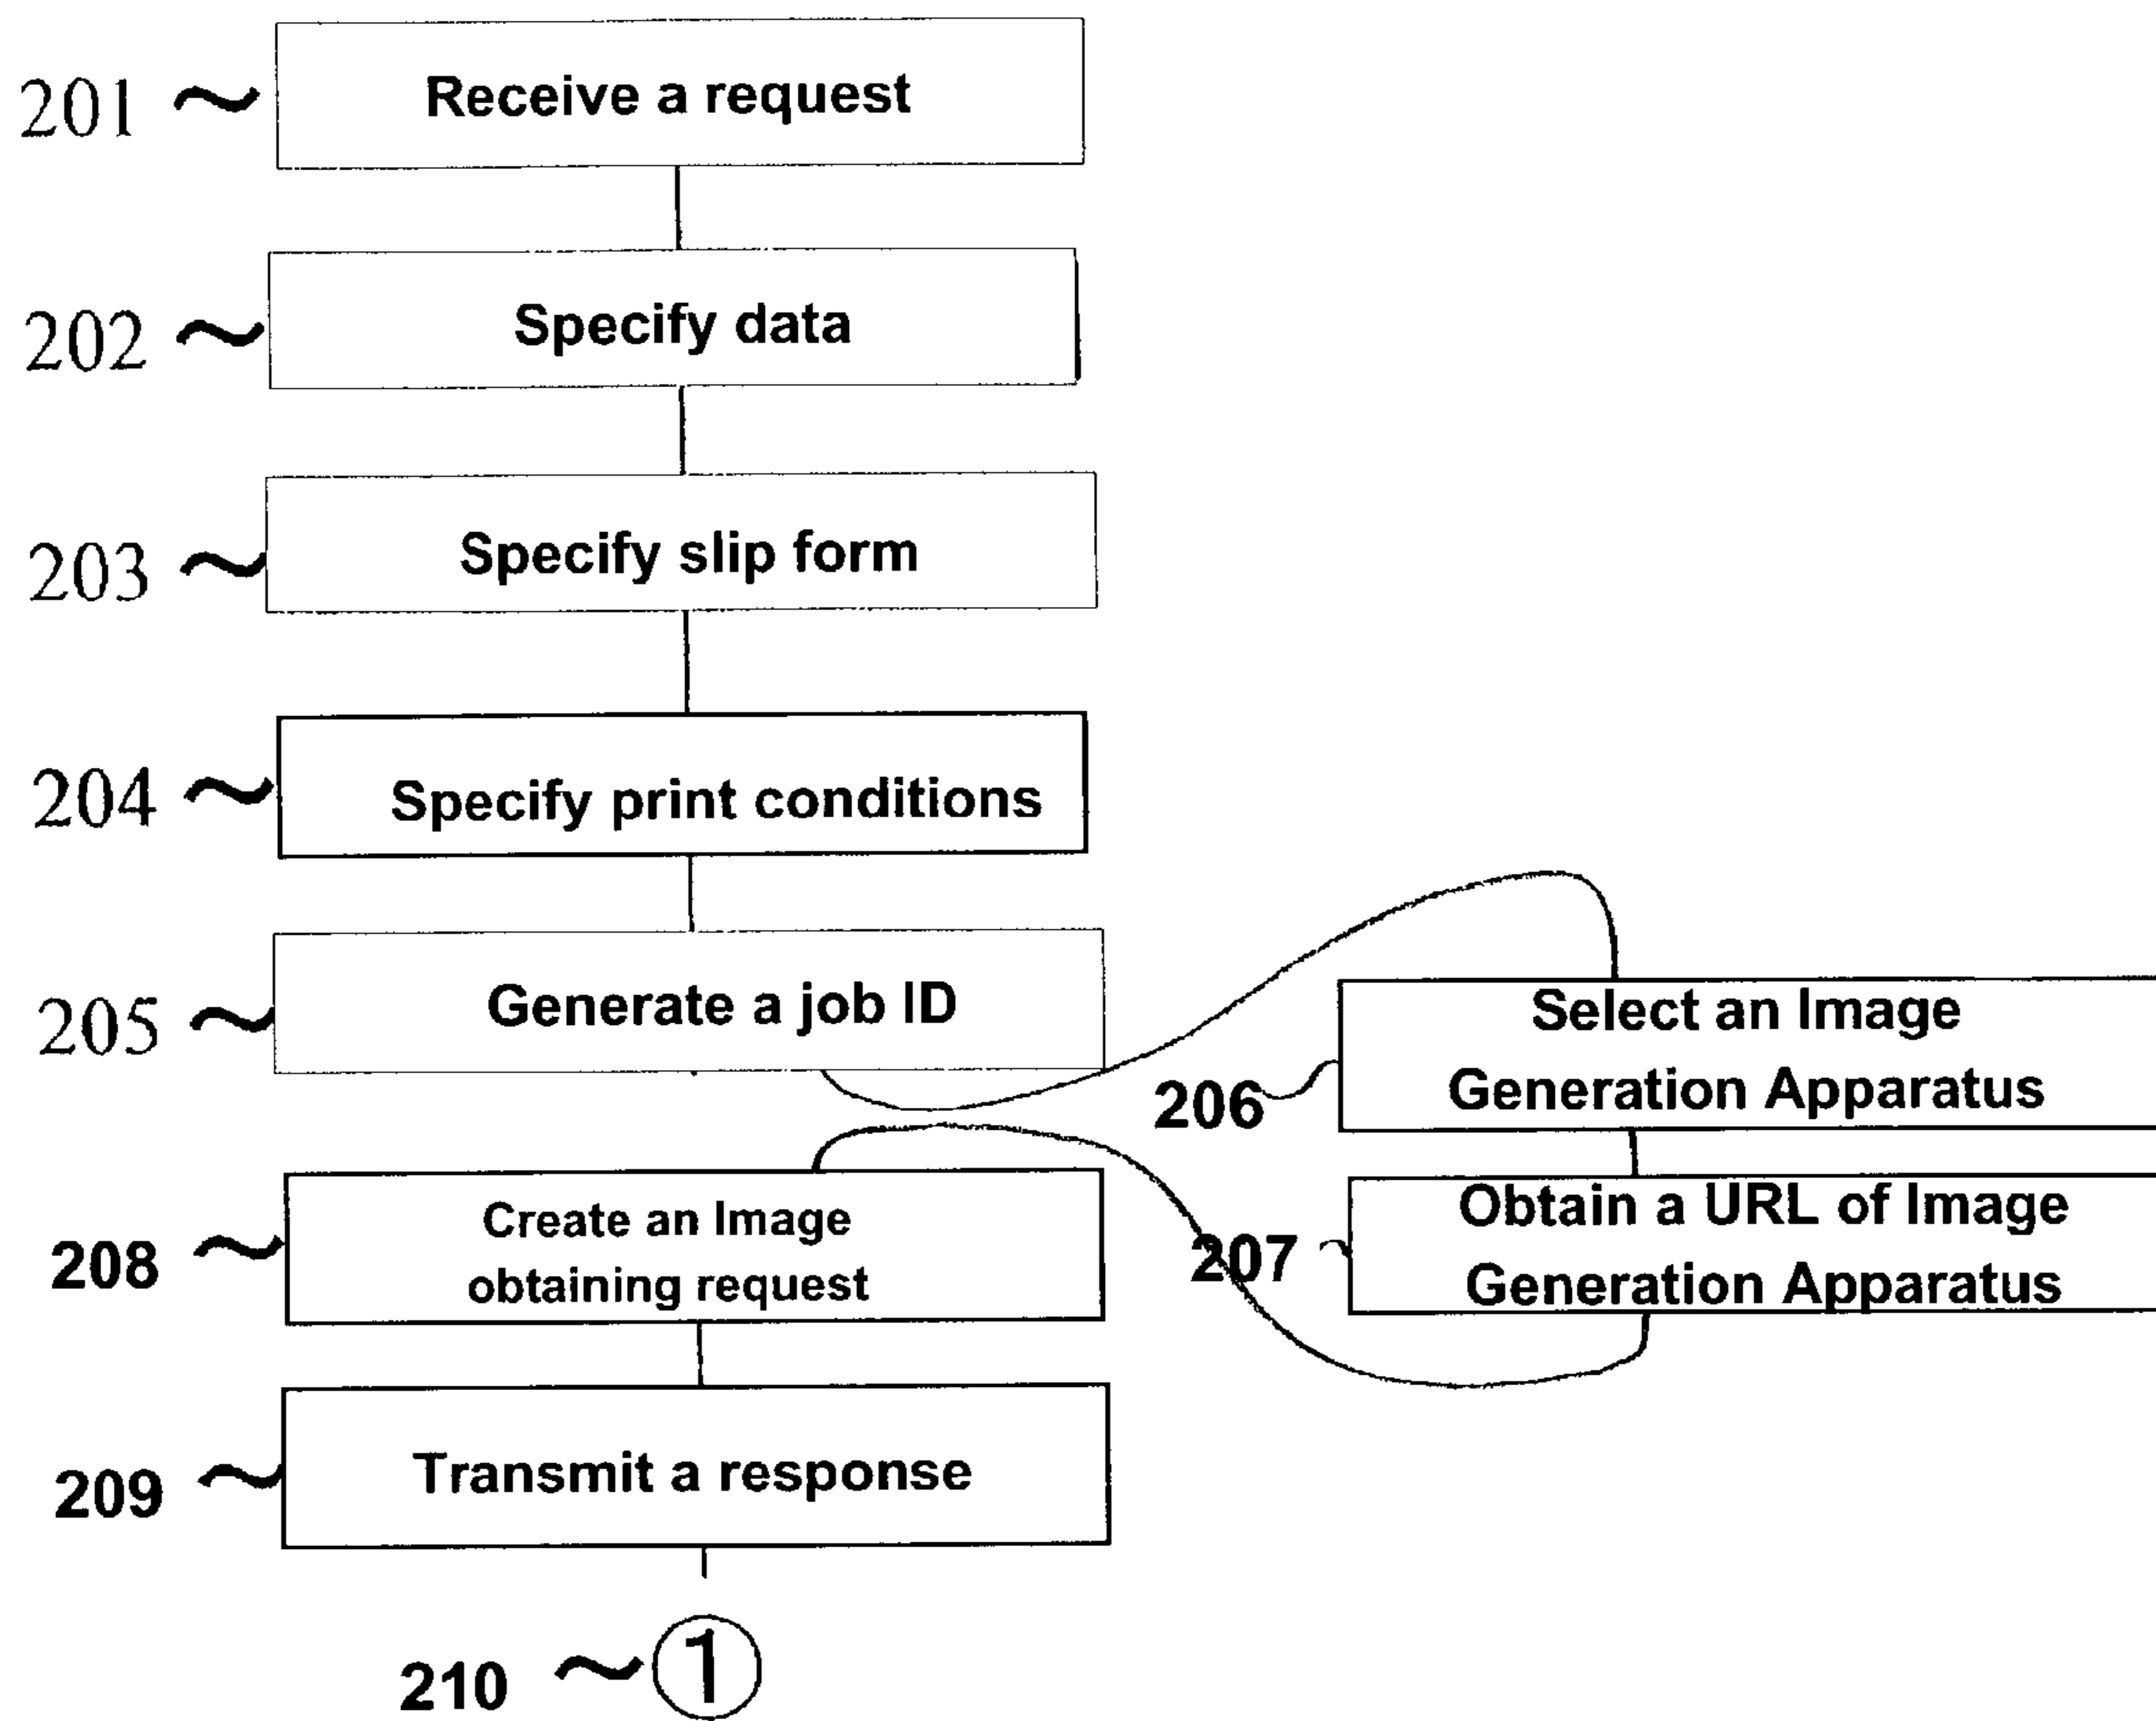 201 Receive a request
202 Specify data
203 Specify slip form
204 Specify print conditions
205 Generate a job ID
206 Select an Image
Generation Apparatus
207 Obtain a URL of Image
Generation Apparatus
208 Create an Image
obtaining request
209 Transmit a response
210 1